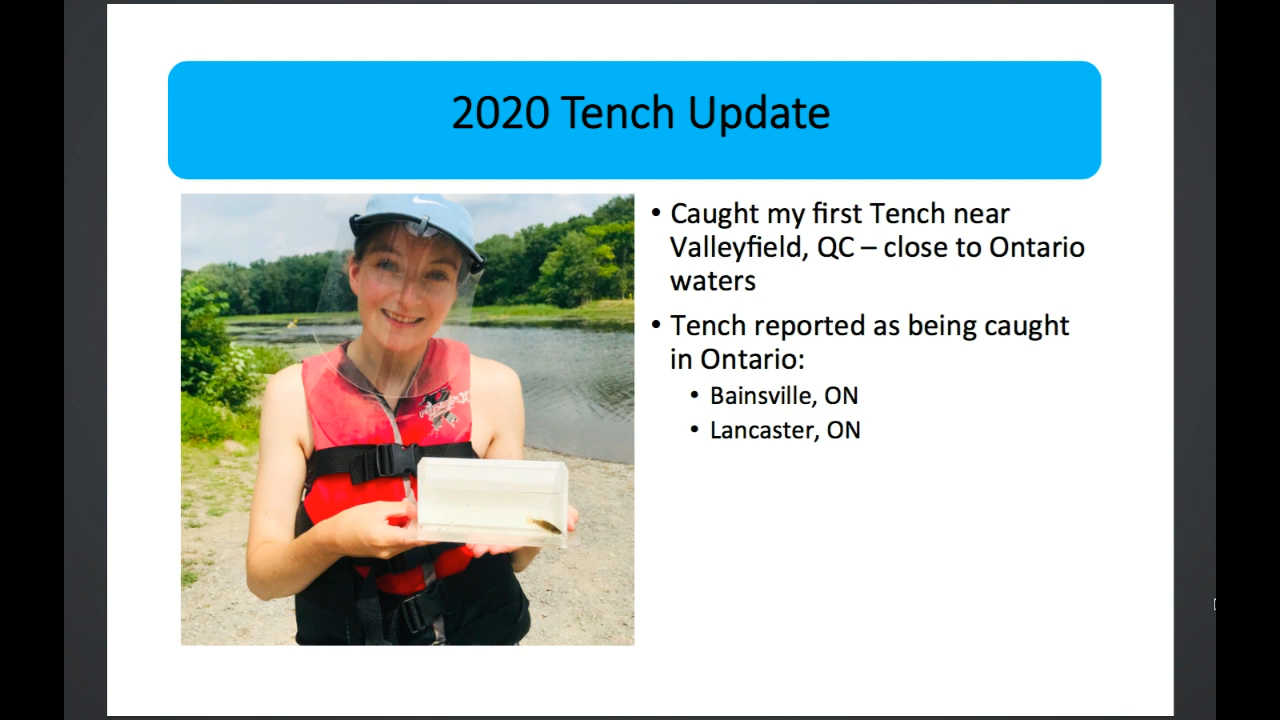 2020 Tench Update
• Caught my first Tench near
Valleyfield, QC – close to Ontario
waters
• Tench reported as being caught
in Ontario:
• Bainsville, ON
• Lancaster, ON